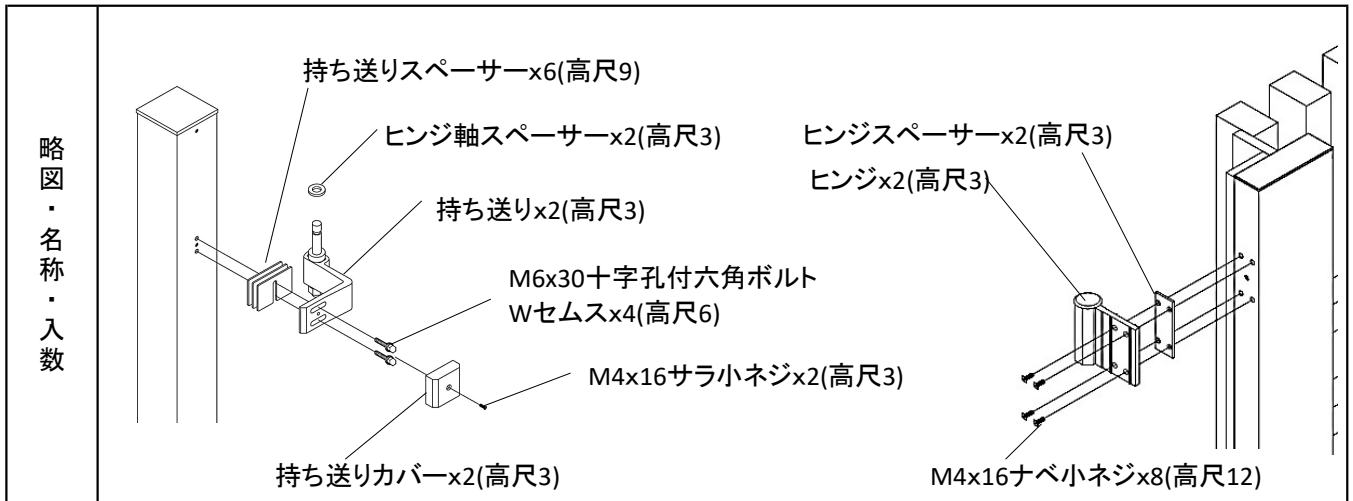 略図・名称・入数
持ち送りスペーサーx6(高尺9)
ヒンジ軸スペーサーx2(高尺3)
持ち送りx2(高尺3)
M6x30十字孔付六角ボルト
Wセムスx4(高尺6)
M4x16サラ小ネジx2(高尺3)
持ち送りカバーx2(高尺3)
ヒンジスペーサーx2(高尺3)
ヒンジx2(高尺3)
M4x16ナベ小ネジx8(高尺12)